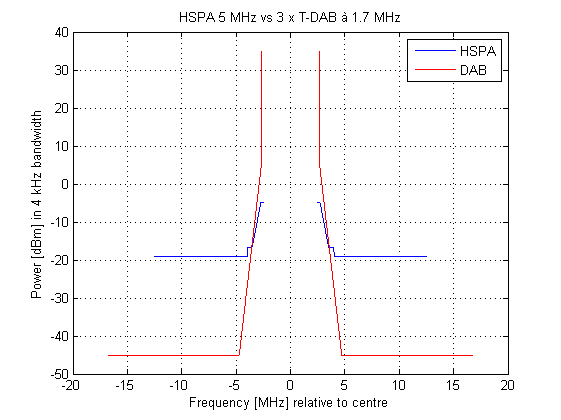 HSPA 5 MHz vs 3 x T-DAB à 1.7 MHz
40
30
20
10
0
-10
-20
-30
-40
-50
Power [dBm] in 4 kHz bandwidth
HSPA
DAB
-20 -15 -10 -5 0 5 10 15 20
Frequency [MHz] relative to centre